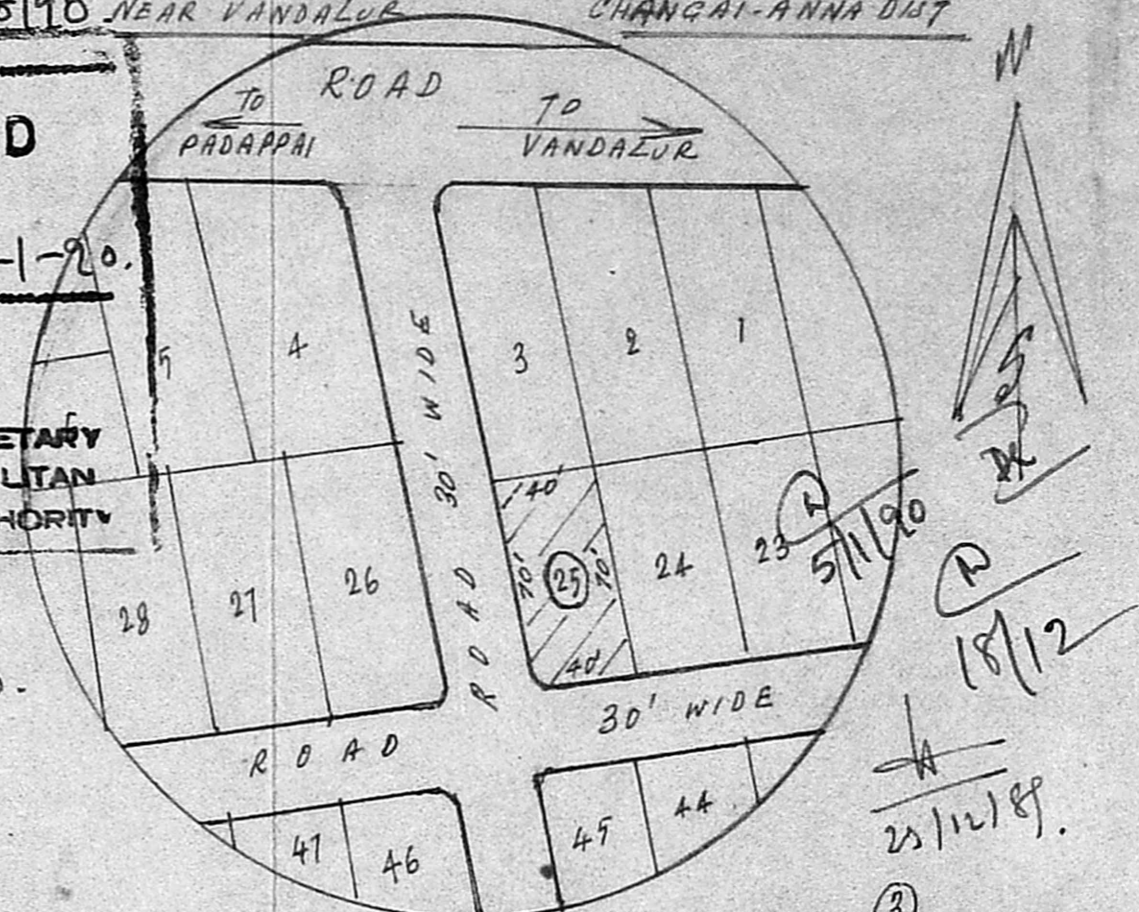 5/90 NEAR VANDALUR CHANGAI-ANNA DIST
N
ROAD
TO PADAPPAI
TO VANDALUR
D
-1-90.
5
4
3
2
1
30' WIDE
ROAD
ETARY
LITAN
HORITY
28
27
26
40'
70'
25
70'
40'
24
23
5/1/90
18/12
30' WIDE
ROAD
47
46
45
44
/12/89.
3